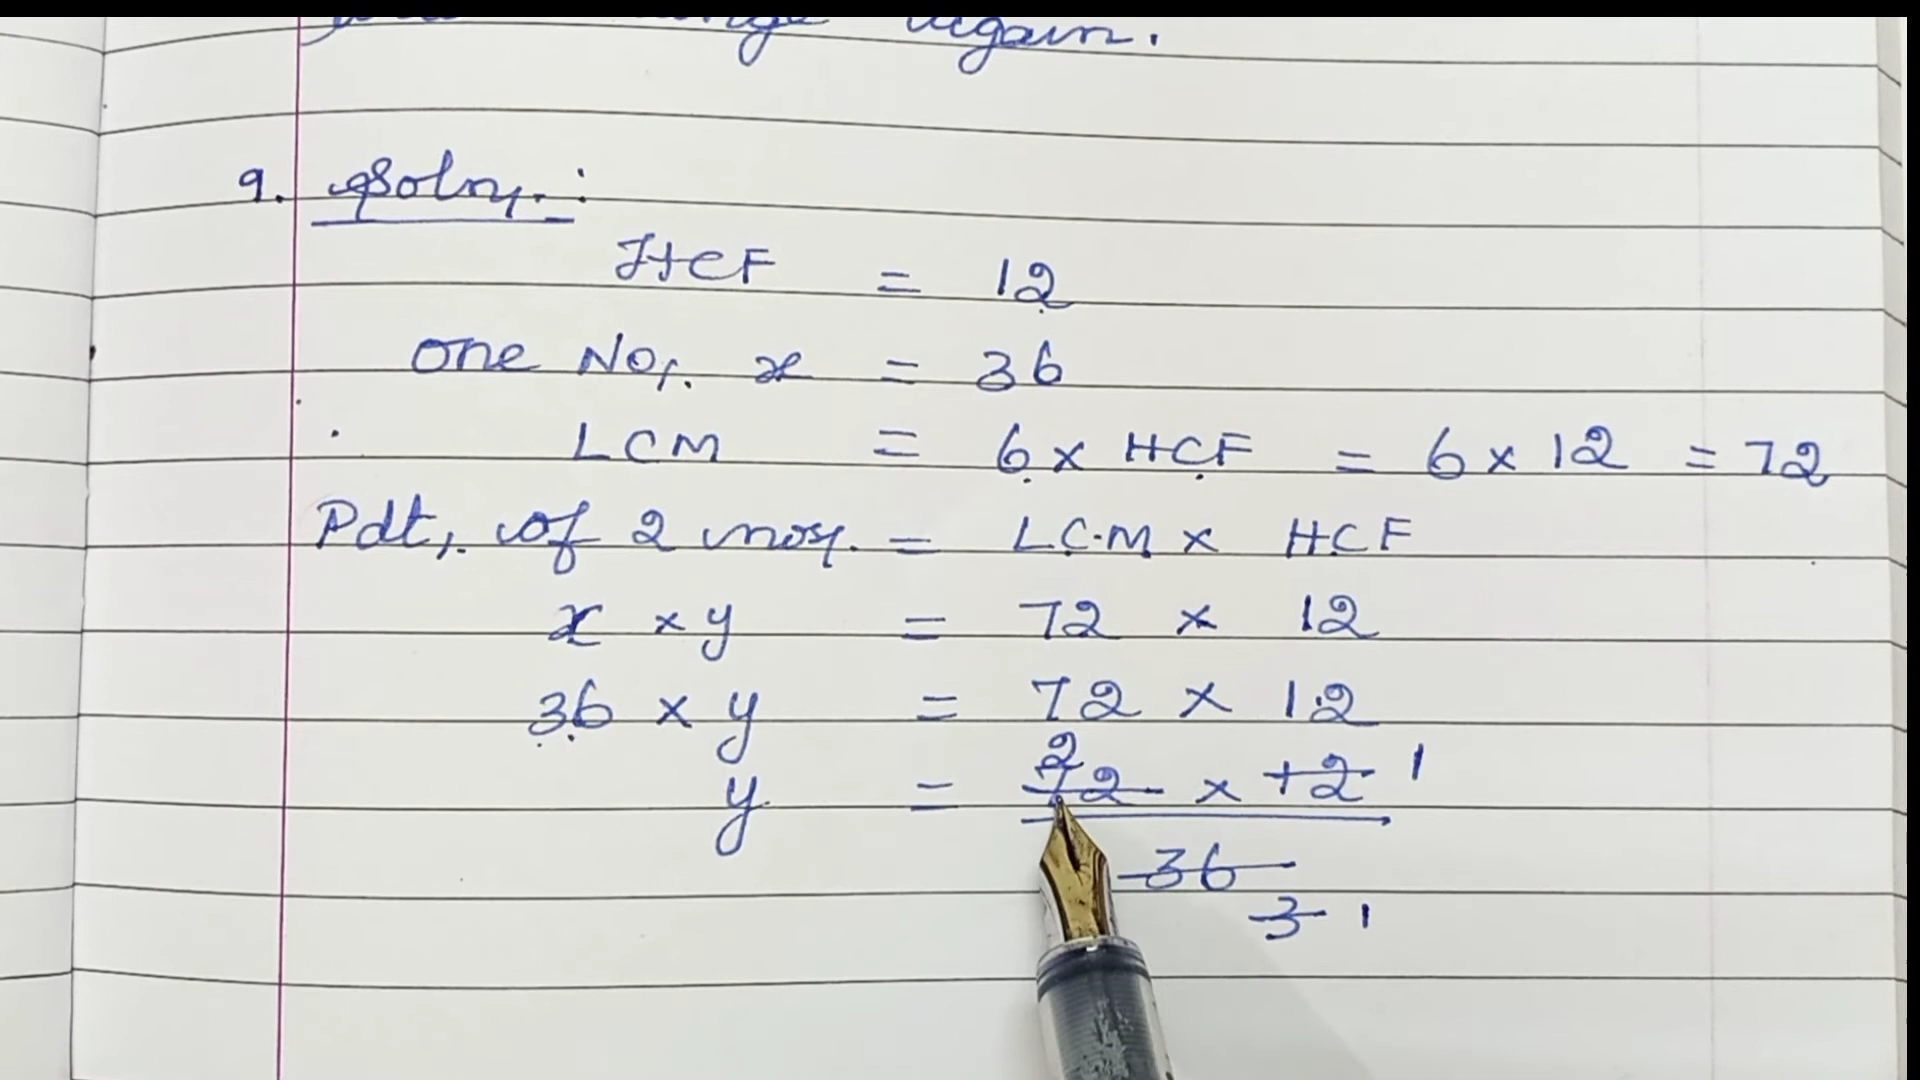 again.
9. Soln. :
HCF = 12
One No. x = 36
LCM = 6 x HCF = 6 x 12 = 72
Pdt. of 2 nos. = LCM x HCF
x x y = 72 x 12
36 x y = 72 x 12
2
y = 72 x 12 1
36
3 1